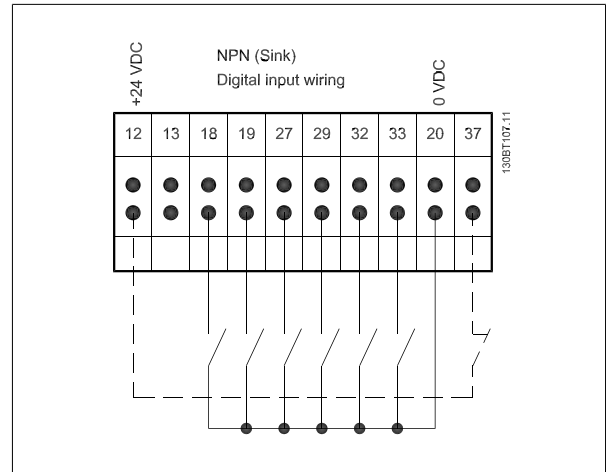 NPN (Sink)
Digital input wiring
+24 VDC
0 VDC
12 13 18 19 27 29 32 33 20 37
130BT107.11